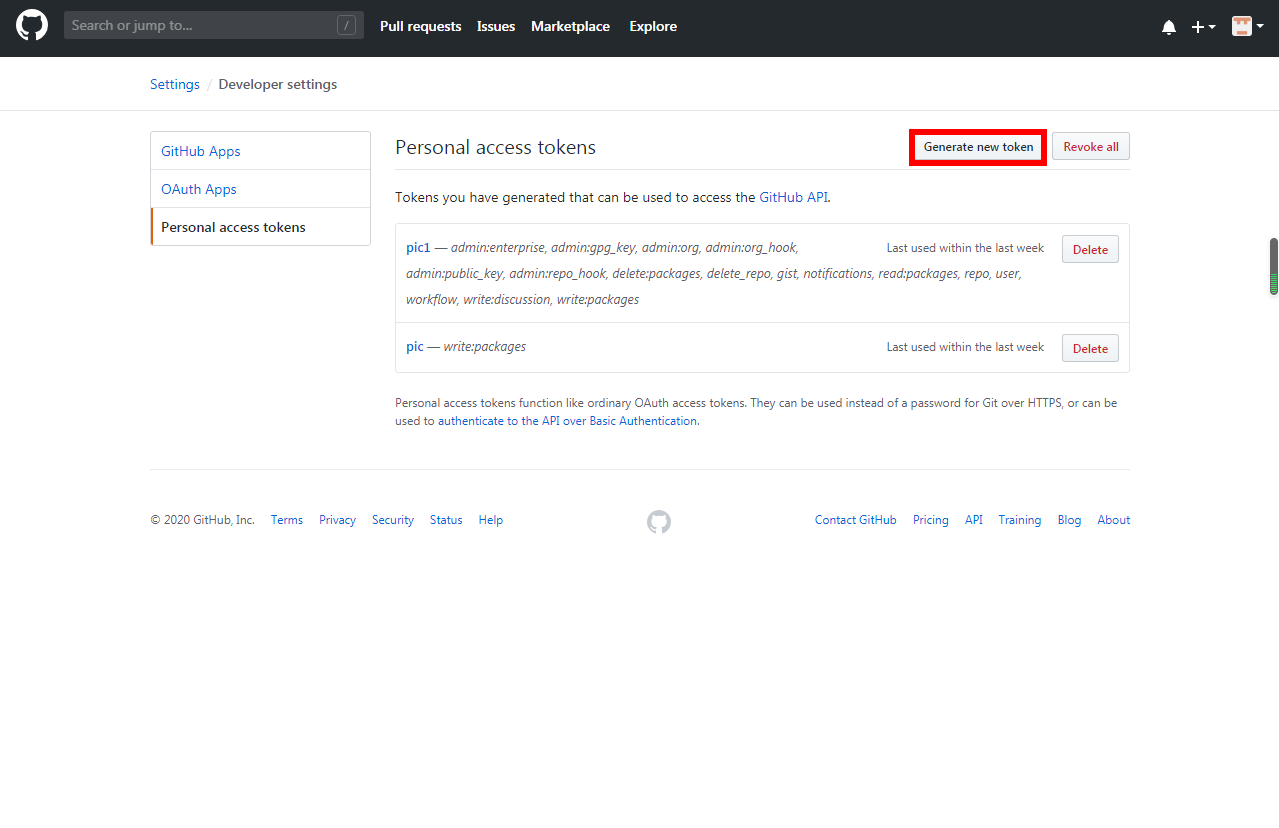 Search or jump to... / Pull requests Issues Marketplace Explore
Settings / Developer settings
GitHub Apps
OAuth Apps
Personal access tokens
Personal access tokens Generate new token Revoke all
Tokens you have generated that can be used to access the GitHub API.
pic1 — admin:enterprise, admin:gpg_key, admin:org, admin:org_hook, Last used within the last week Delete
admin:public_key, admin:repo_hook, delete:packages, delete_repo, gist, notifications, read:packages, repo, user,
workflow, write:discussion, write:packages
pic — write:packages Last used within the last week Delete
Personal access tokens function like ordinary OAuth access tokens. They can be used instead of a password for Git over HTTPS, or can be
used to authenticate to the API over Basic Authentication.
© 2020 GitHub, Inc. Terms Privacy Security Status Help Contact GitHub Pricing API Training Blog About